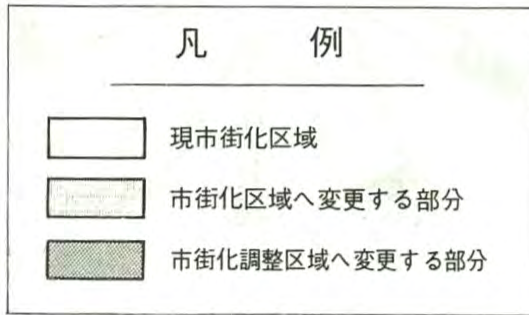 凡 例
現市街化区域
市街化区域へ変更する部分
市街化調整区域へ変更する部分